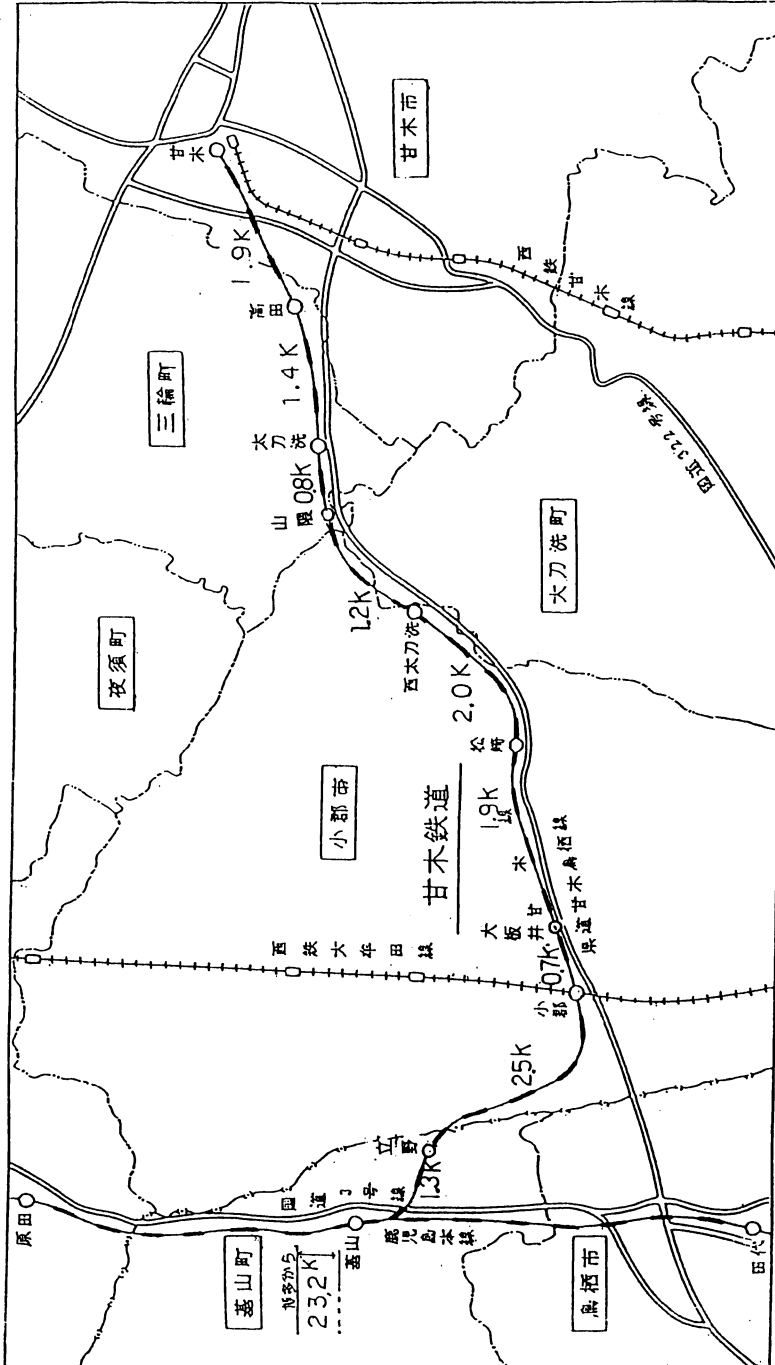 甘木市
甘木
1.9K
高田
三輪町
1.4K
太刀洗
0.8K
山隈
西鉄甘木線
国道322号線
大刀洗町
夜須町
1.2K
西太刀洗
2.0K
松崎
小郡市
甘木鉄道
1.9K
甘木線
大板井
県道甘木鳥栖線
西鉄大牟田線
0.7K
小郡
2.5K
立野
1.3K
国道3号線
原田
基山
鹿児島本線
基山町
博多から
23.2K
鳥栖市
田代